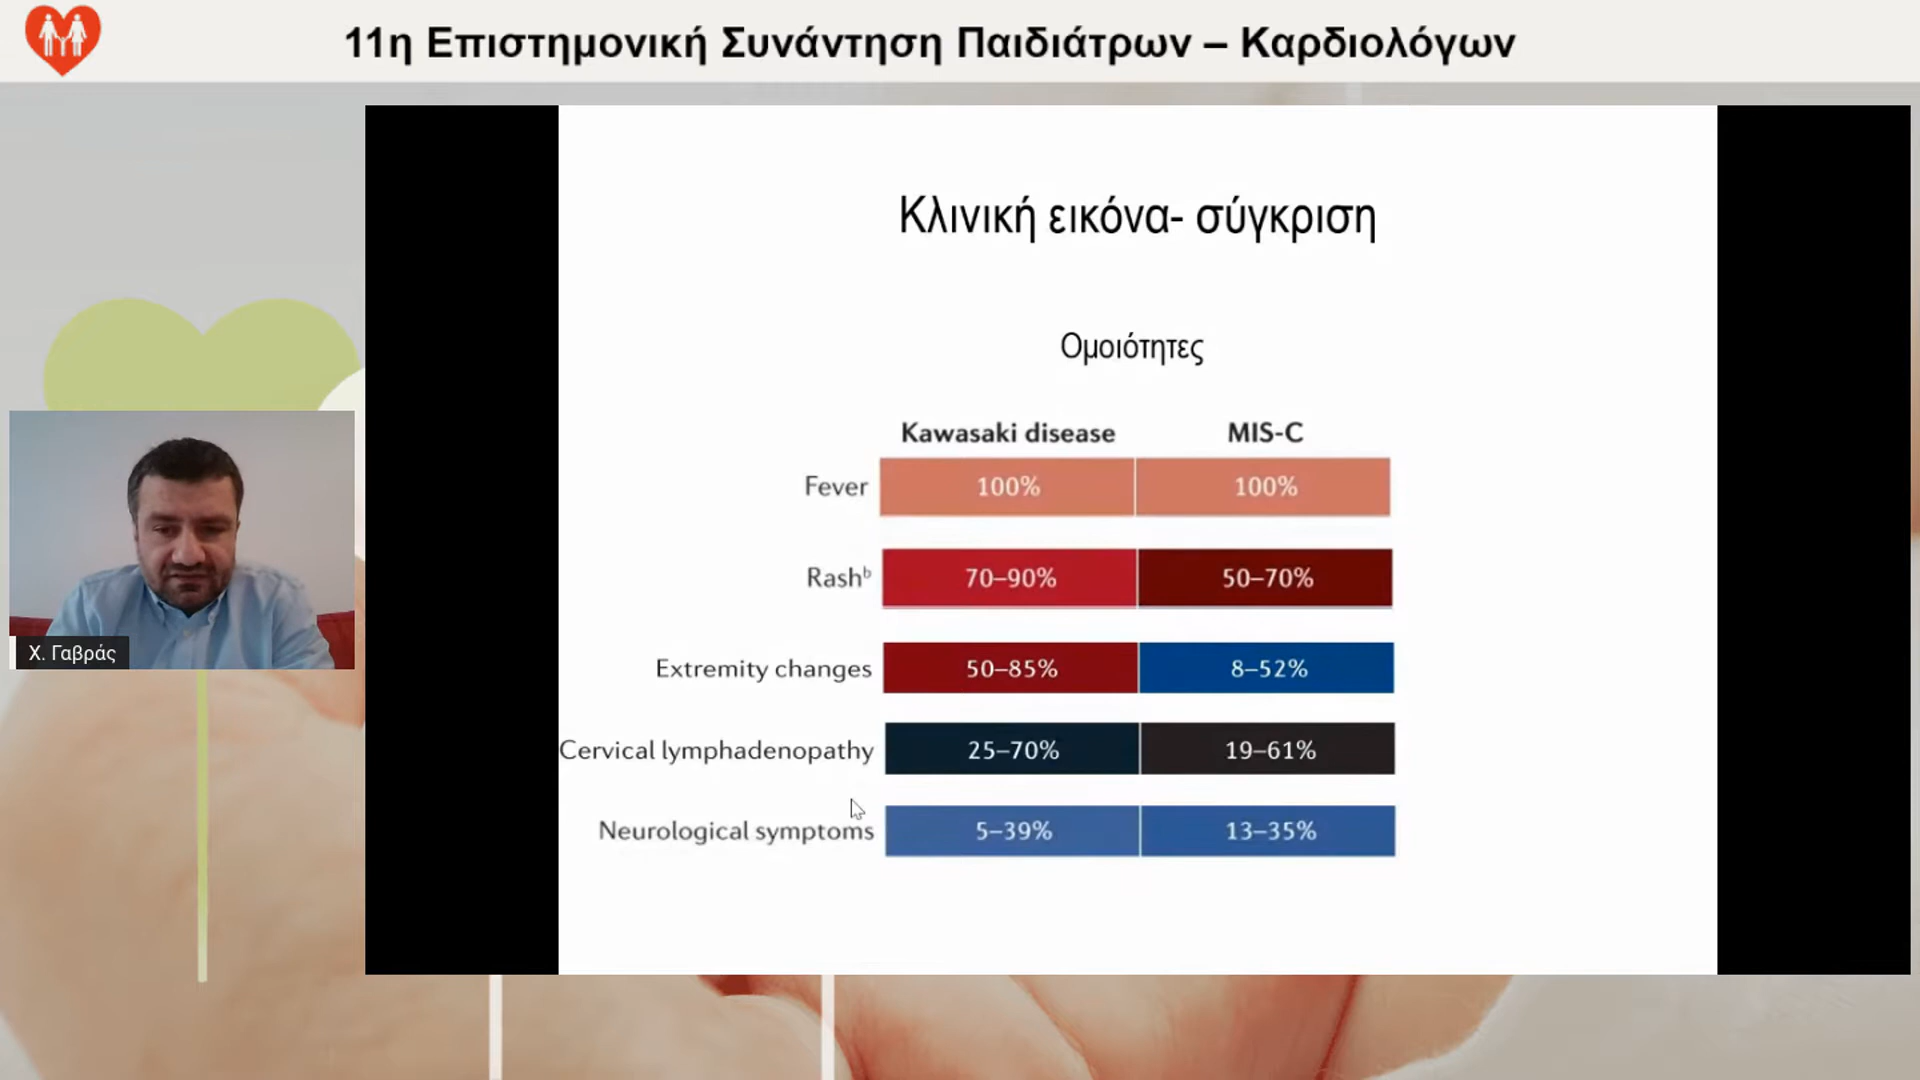 11η Επιστημονική Συνάντηση Παιδιάτρων – Καρδιολόγων
Κλινική εικόνα- σύγκριση
Ομοιότητες
Kawasaki disease MIS-C
Fever 100% 100%
Rashᵇ 70–90% 50–70%
Extremity changes 50–85% 8–52%
Cervical lymphadenopathy 25–70% 19–61%
Neurological symptoms 5–39% 13–35%
Χ. Γαβράς